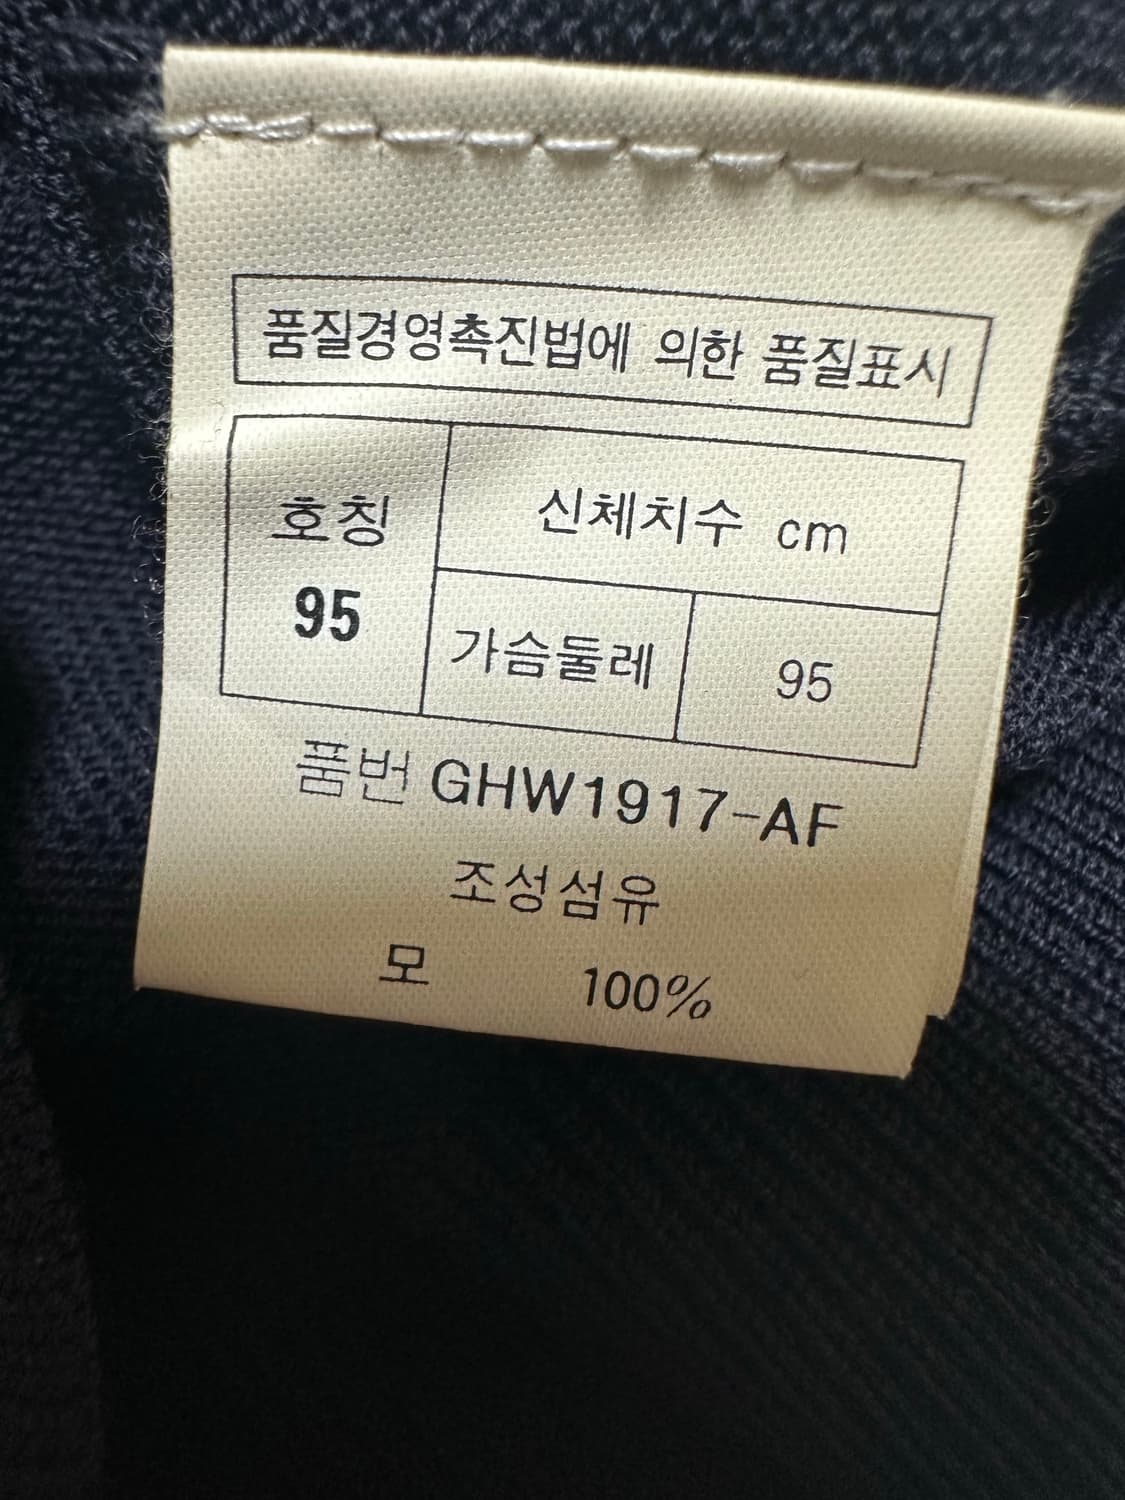 품질경영촉진법에 의한 품질표시
호칭
95
신체치수 cm
가슴둘레 95
품번 GHW1917-AF
조성섬유
모 100%